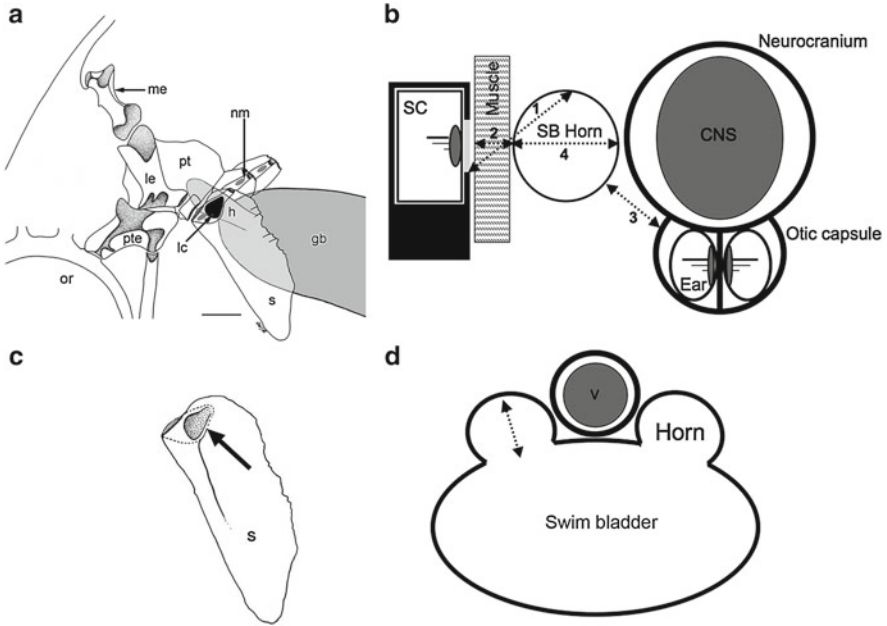 a
me
nm
le
pt
h
gb
pte
lc
or
s
b
Neurocranium
SC
Muscle
1
2
SB Horn
4
CNS
3
Otic capsule
Ear
c
s
d
v
Horn
Swim bladder